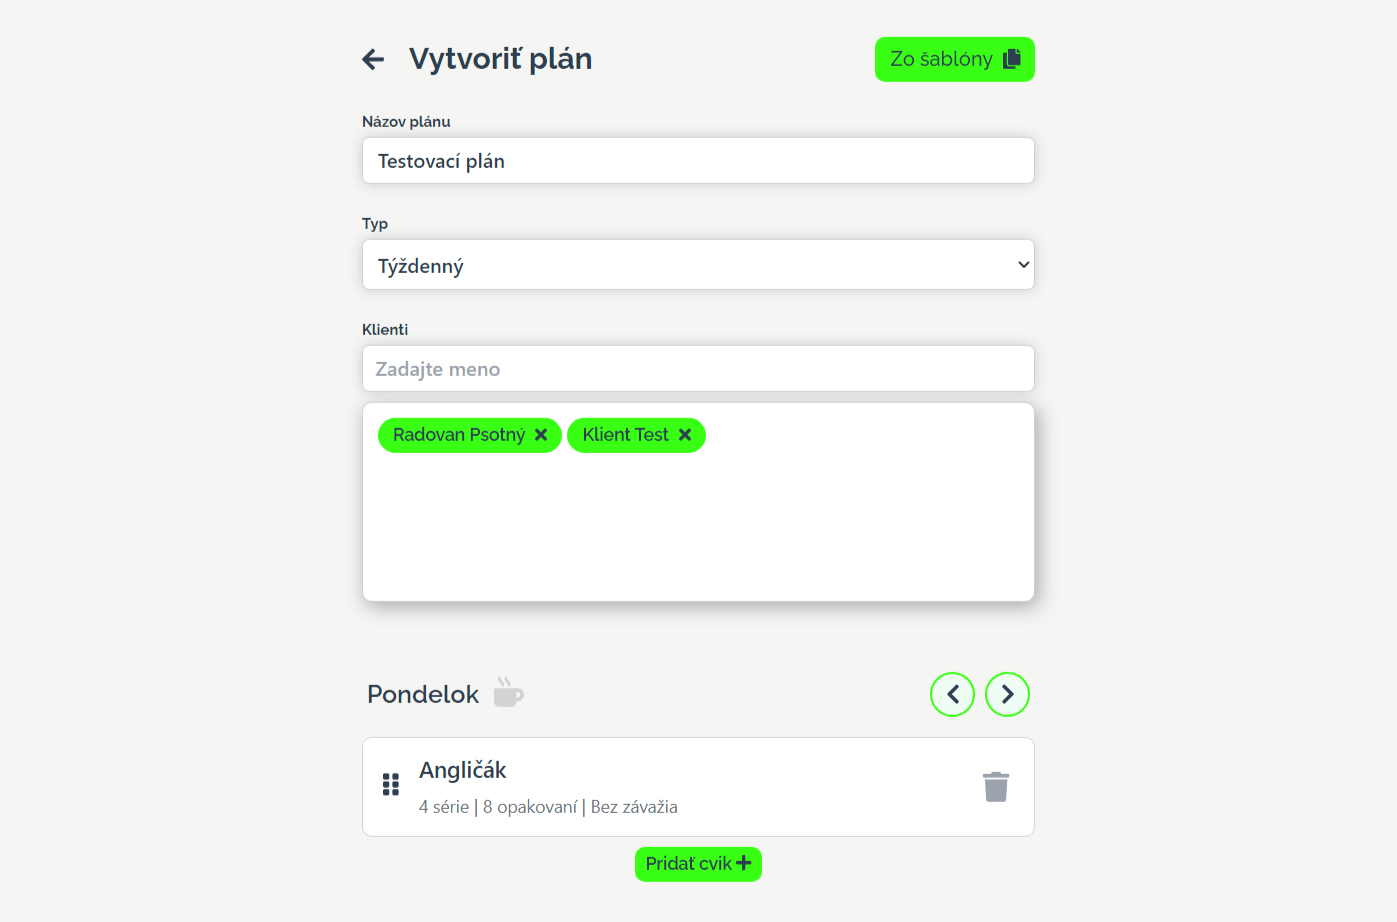 Vytvoriť plán
Zo šablóny
Názov plánu
Testovací plán
Typ
Týždenný
Klienti
Zadajte meno
Radovan Psotný Klient Test
Pondelok
Angličák
4 série | 8 opakovaní | Bez závažia
Pridať cvik